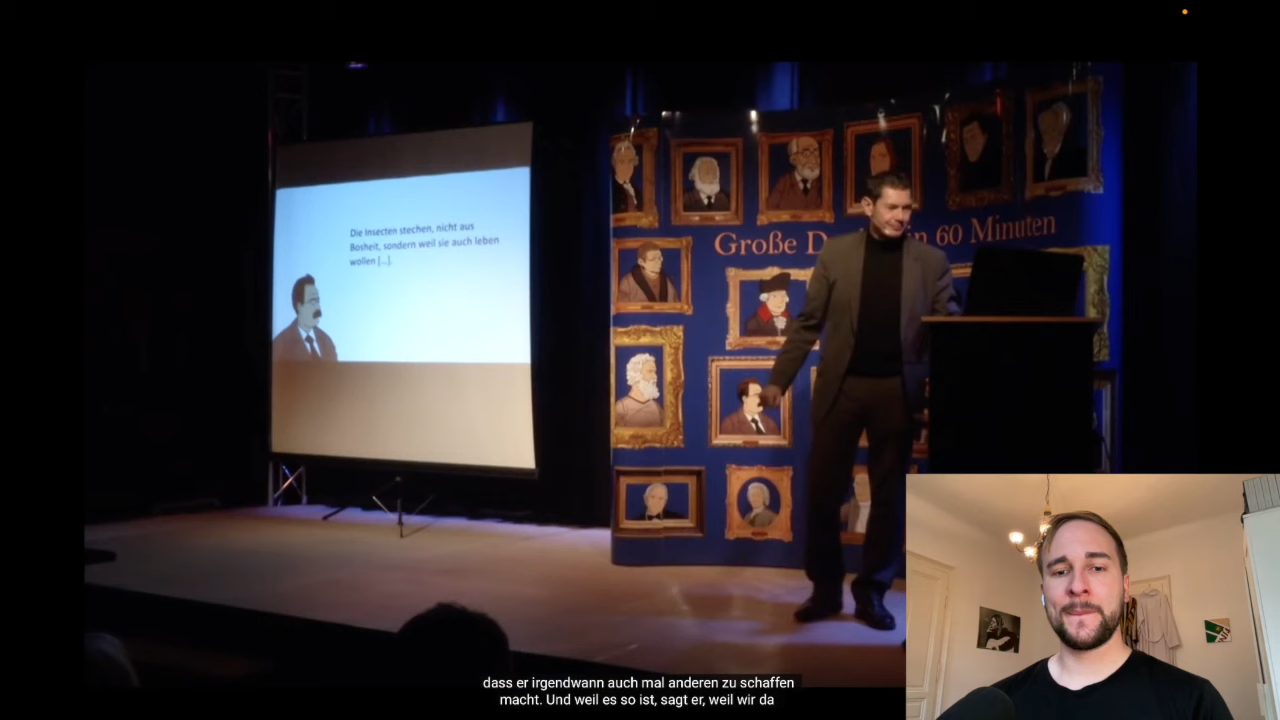 Die Insecten stechen, nicht aus
Bosheit, sondern weil sie auch leben
wollen [...].
Große D in 60 Minuten
dass er irgendwann auch mal anderen zu schaffen
macht. Und weil es so ist, sagt er, weil wir da